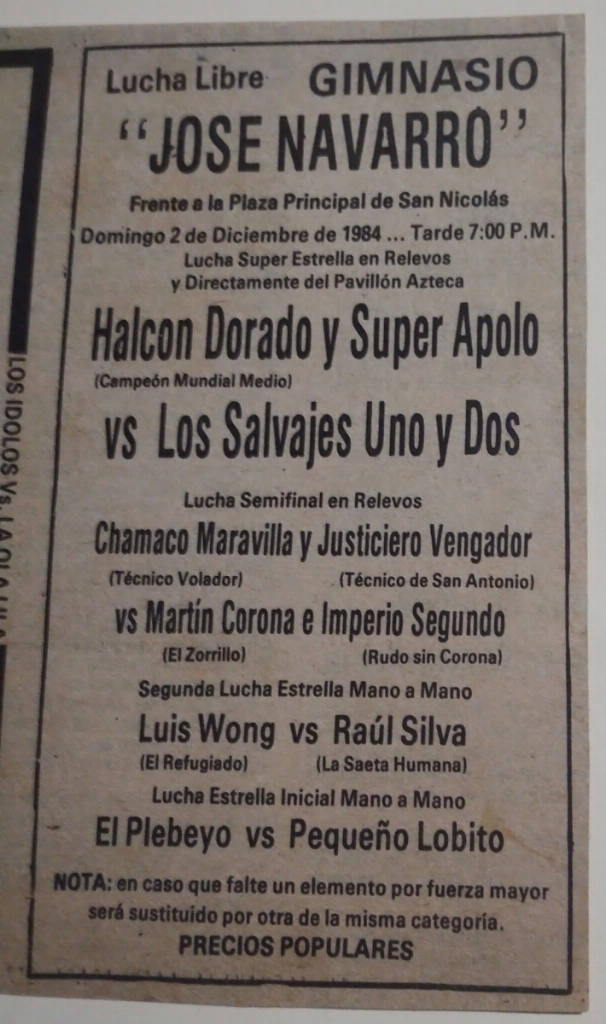 Lucha Libre GIMNASIO
"JOSE NAVARRO"
Frente a la Plaza Principal de San Nicolás
Domingo 2 de Diciembre de 1984 ... Tarde 7:00 P.M.
Lucha Super Estrella en Relevos
y Directamente del Pavillón Azteca
Halcon Dorado y Super Apolo
(Campeón Mundial Medio)
vs Los Salvajes Uno y Dos
Lucha Semifinal en Relevos
Chamaco Maravilla y Justiciero Vengador
(Técnico Volador) (Técnico de San Antonio)
vs Martín Corona e Imperio Segundo
(El Zorrillo) (Rudo sin Corona)
Segunda Lucha Estrella Mano a Mano
Luis Wong vs Raúl Silva
(El Refugiado) (La Saeta Humana)
Lucha Estrella Inicial Mano a Mano
El Plebeyo vs Pequeño Lobito
NOTA: en caso que falte un elemento por fuerza mayor
será sustituido por otra de la misma categoría.
PRECIOS POPULARES
LOS IDOLOS Vs.